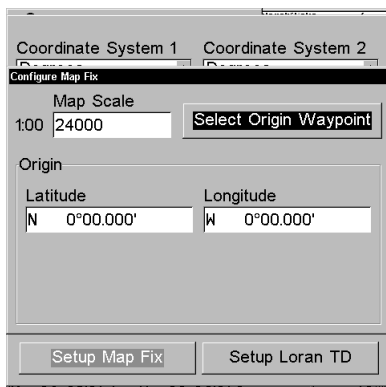 Coordinate System 1 Coordinate System 2
Degrees
Configure Map Fix
Map Scale
1:00 24000 Select Origin Waypoint
Origin
Latitude Longitude
N 0°00.000' W 0°00.000'
Setup Map Fix Setup Loran TD